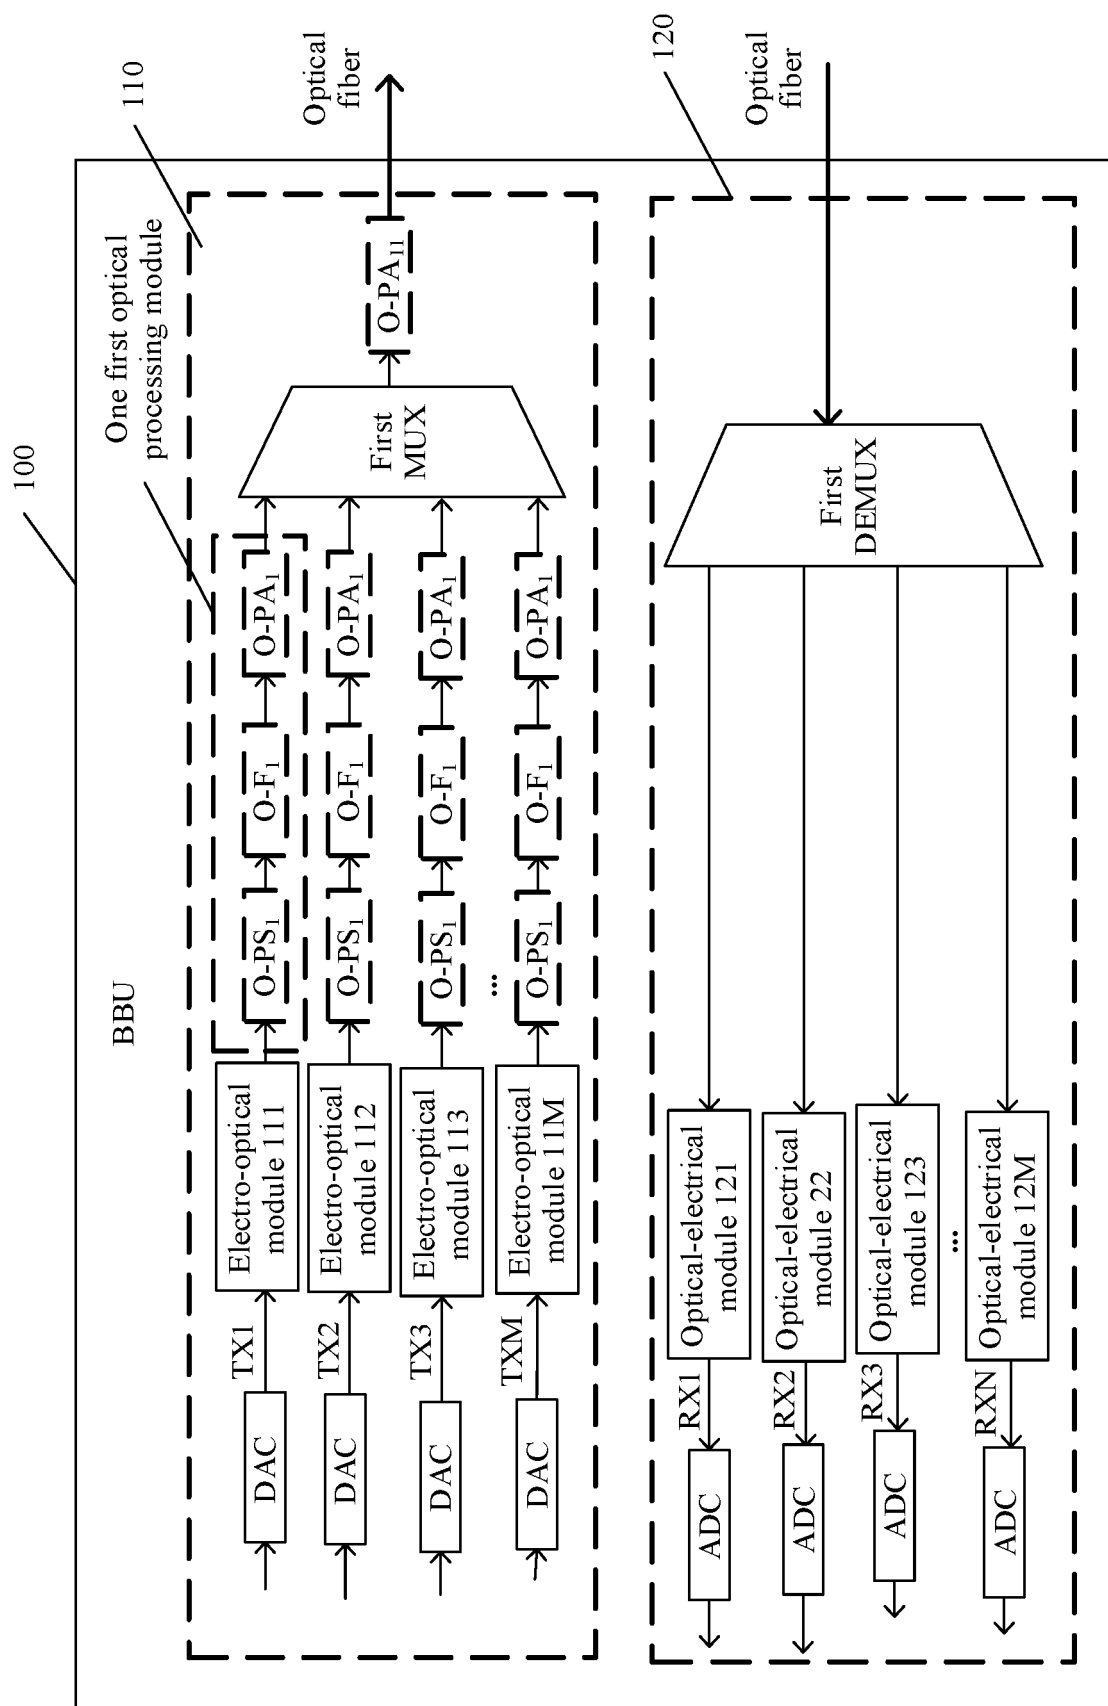 100
BBU
One first optical
processing module
110
DAC
TX1
Electro-optical
module 111
O-PS1
O-F1
O-PA1
DAC
TX2
Electro-optical
module 112
O-PS1
O-F1
O-PA1
DAC
TX3
Electro-optical
module 113
O-PS1
O-F1
O-PA1
...
DAC
TXM
Electro-optical
module 11M
O-PS1
O-F1
O-PA1
First
MUX
O-PA11
Optical
fiber
120
ADC
RX1
Optical-electrical
module 121
ADC
RX2
Optical-electrical
module 22
ADC
RX3
Optical-electrical
module 123
...
ADC
RXN
Optical-electrical
module 12M
First
DEMUX
Optical
fiber